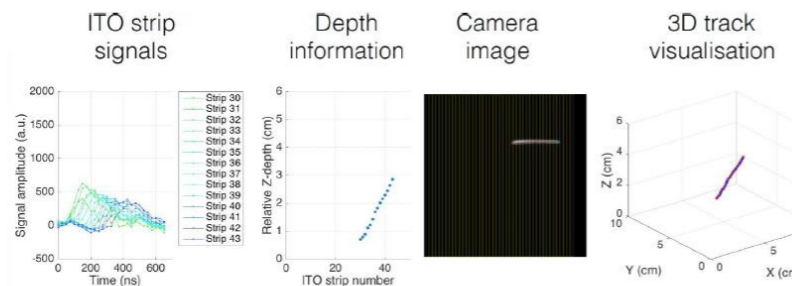 ITO strip
signals
Depth
information
Camera
image
3D track
visualisation
2000
1500
1000
500
0
-500
Signal amplitude (a.u.)
0 200 400 600
Time (ns)
Strip 30
Strip 31
Strip 32
Strip 33
Strip 34
Strip 35
Strip 36
Strip 37
Strip 38
Strip 39
Strip 40
Strip 41
Strip 42
Strip 43
6
5
4
3
2
1
0
Relative Z-depth (cm)
0 20 40
ITO strip number
6
4
2
0
Z (cm)
10
5
0
Y (cm)
0
5
X (cm)